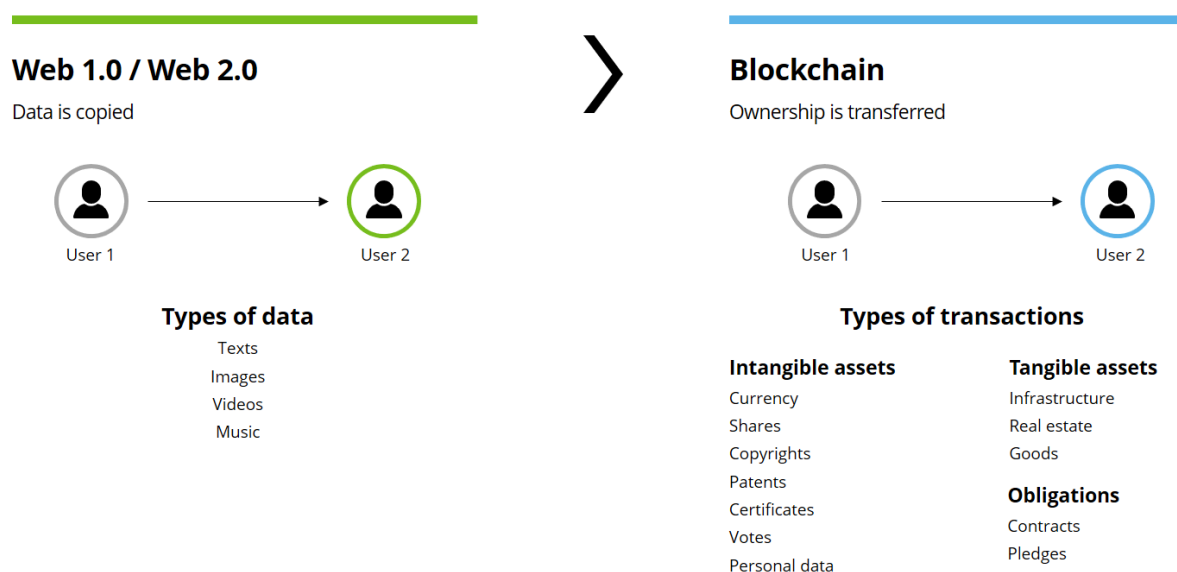 Web 1.0 / Web 2.0
Data is copied
User 1
User 2
Types of data
Texts
Images
Videos
Music
Blockchain
Ownership is transferred
User 1
User 2
Types of transactions
Intangible assets
Currency
Shares
Copyrights
Patents
Certificates
Votes
Personal data
Tangible assets
Infrastructure
Real estate
Goods
Obligations
Contracts
Pledges